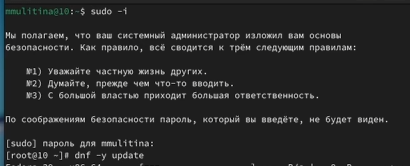 mmulitina@10:~$ sudo -i
Мы полагаем, что ваш системный администратор изложил вам основы
безопасности. Как правило, всё сводится к трём следующим правилам:
№1) Уважайте частную жизнь других.
№2) Думайте, прежде чем что-то вводить.
№3) С большой властью приходит большая ответственность.
По соображениям безопасности пароль, который вы введёте, не будет виден.
[sudo] пароль для mmulitina:
[root@10 ~]# dnf -y update